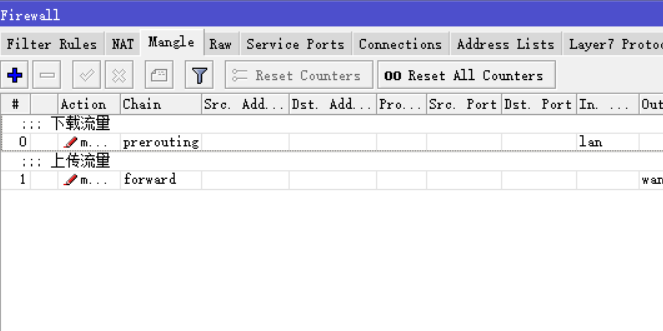 Firewall
Filter Rules NAT Mangle Raw Service Ports Connections Address Lists Layer7 Protoc
Reset Counters 00 Reset All Counters
# Action Chain Src. Add... Dst. Add... Pro... Src. Port Dst. Port In. ... Out
;;; 下载流量
0 m... prerouting lan
;;; 上传流量
1 m... forward wan